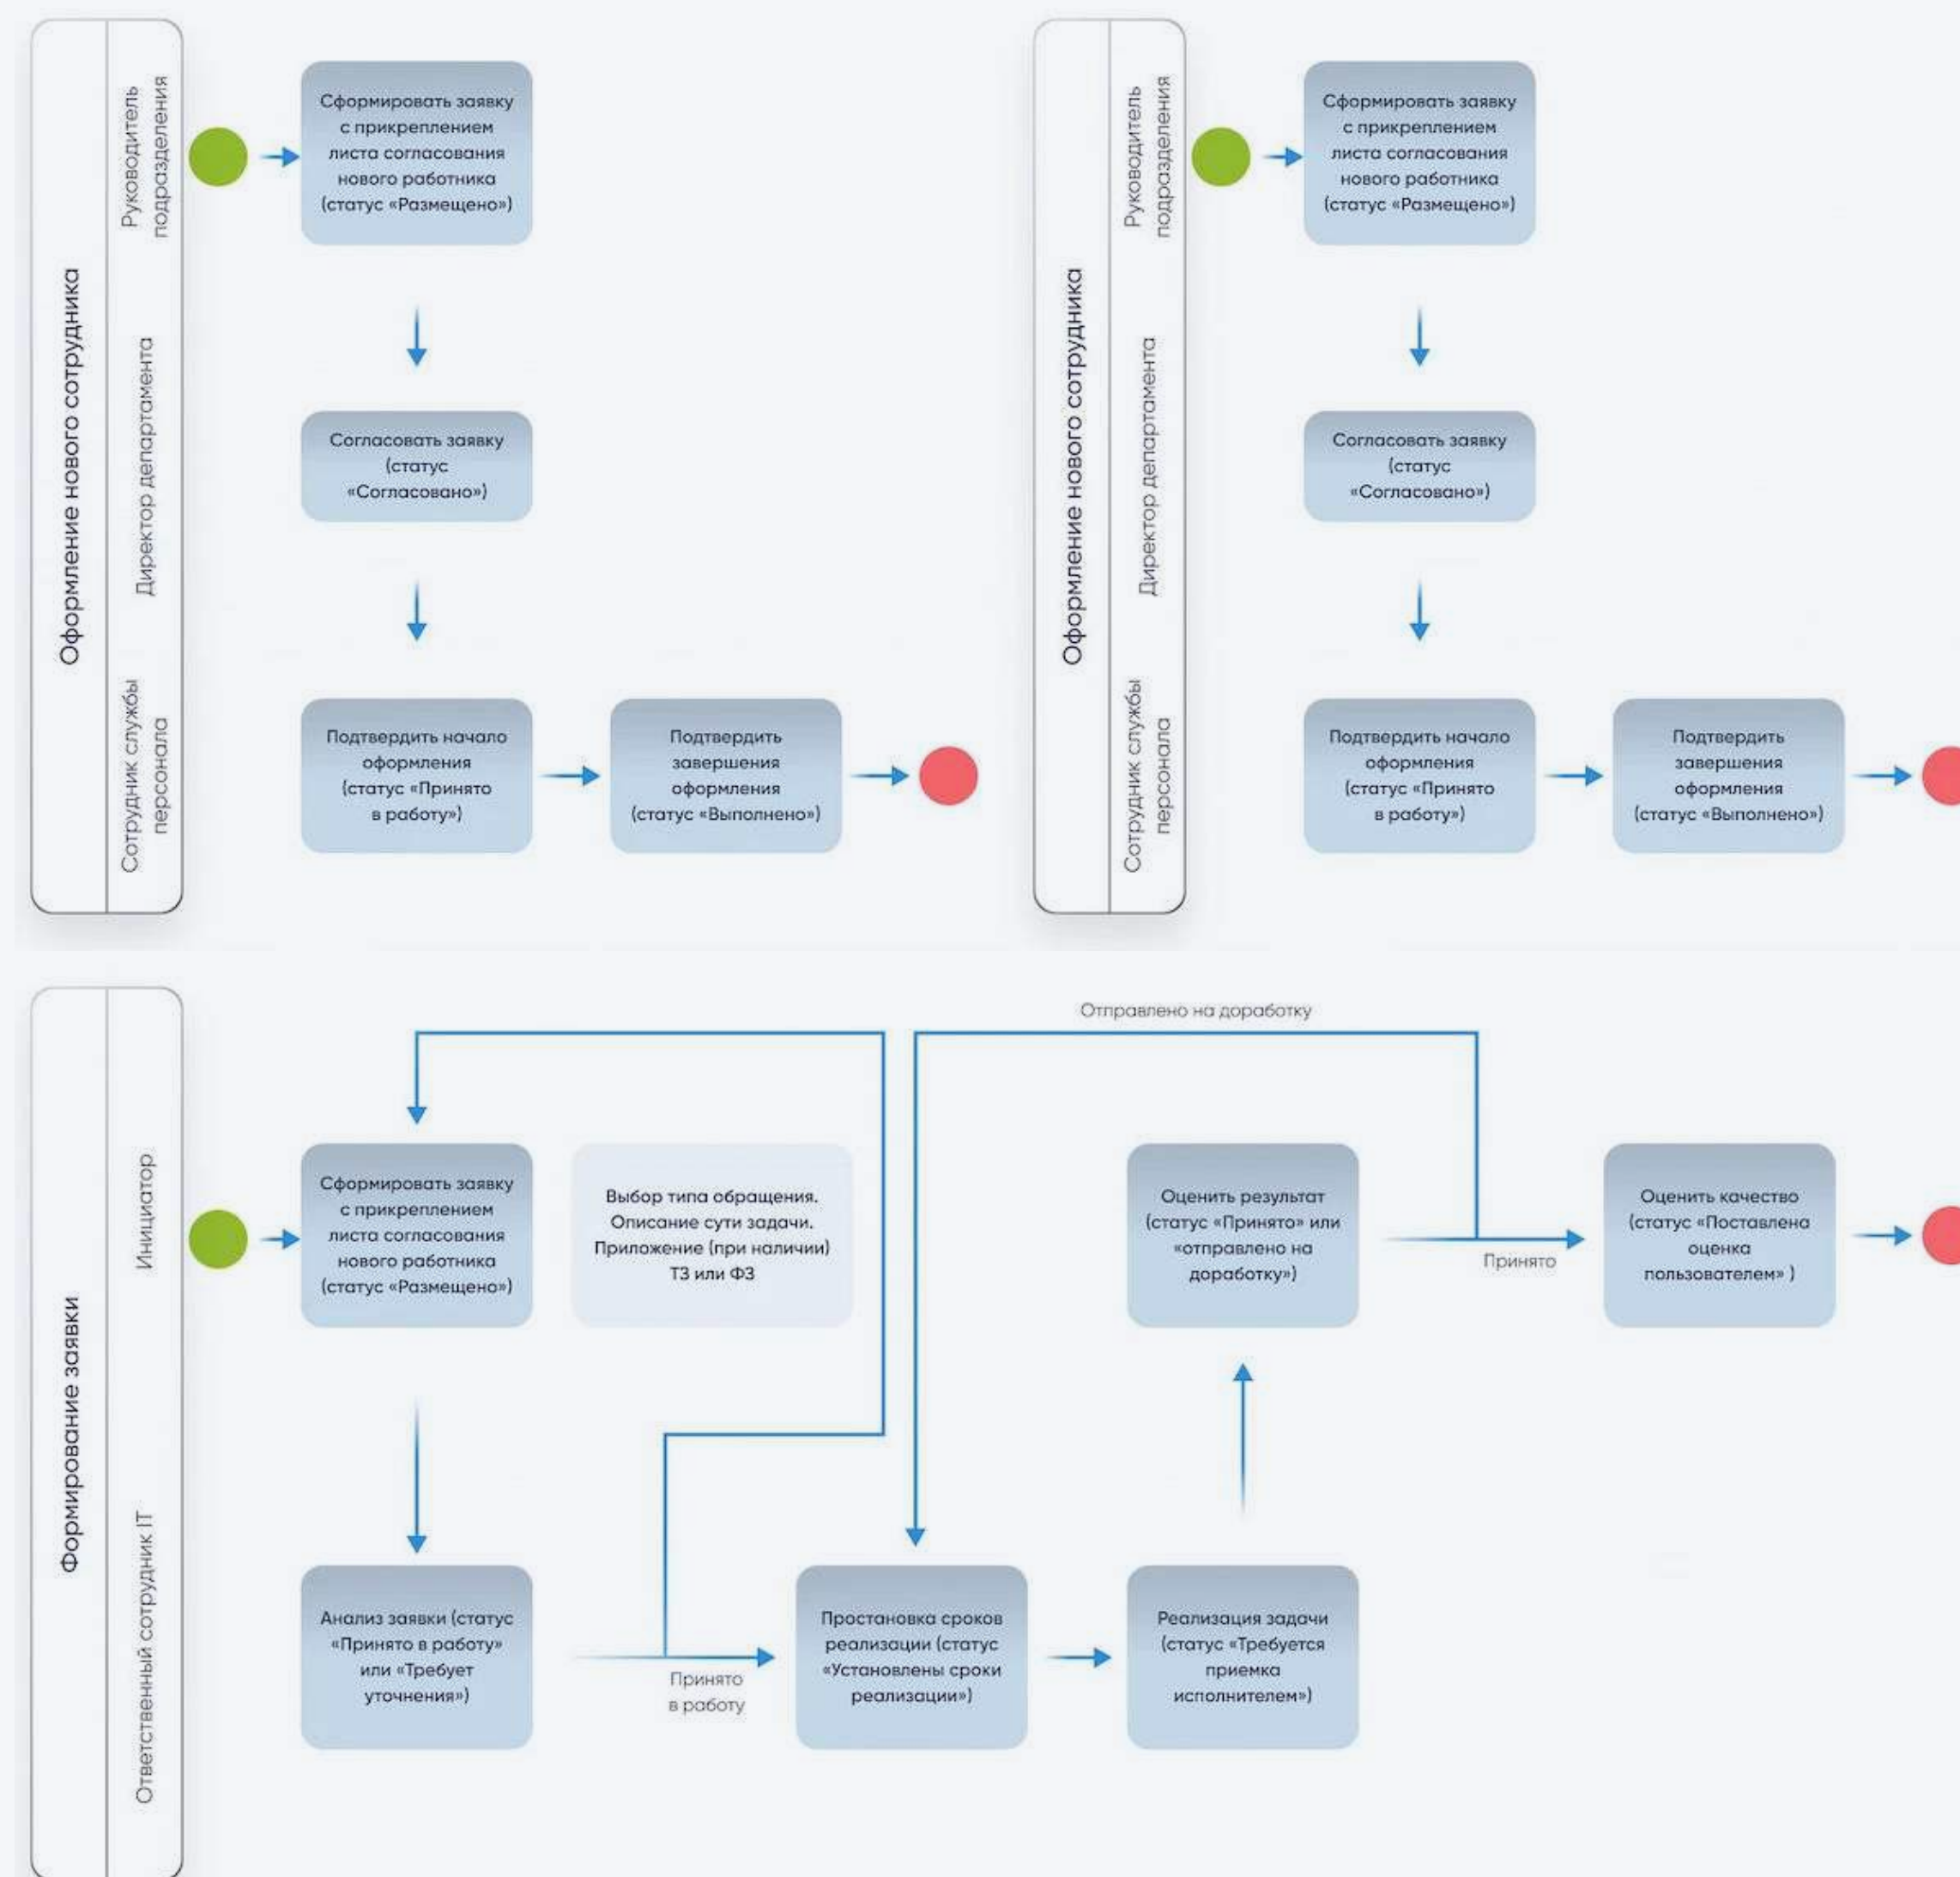 Оформление нового сотрудника
Руководитель
подразделения
Директор департамента
Сотрудник службы
персонала
Сформировать заявку
с прикреплением
листа согласования
нового работника
(статус «Размещено»)
Согласовать заявку
(статус
«Согласовано»)
Подтвердить начало
оформления
(статус «Принято
в работу»)
Подтвердить
завершения
оформления
(статус «Выполнено»)
Оформление нового сотрудника
Руководитель
подразделения
Директор департамента
Сотрудник службы
персонала
Сформировать заявку
с прикреплением
листа согласования
нового работника
(статус «Размещено»)
Согласовать заявку
(статус
«Согласовано»)
Подтвердить начало
оформления
(статус «Принято
в работу»)
Подтвердить
завершения
оформления
(статус «Выполнено»)
Формирование заявки
Инициатор
Ответственный сотрудник IT
Отправлено на доработку
Сформировать заявку
с прикреплением
листа согласования
нового работника
(статус «Размещено»)
Выбор типа обращения.
Описание сути задачи.
Приложение (при наличии)
ТЗ или ФЗ
Оценить результат
(статус «Принято» или
«отправлено на
доработку»)
Принято
Оценить качество
(статус «Поставлена
оценка
пользователем» )
Анализ заявки (статус
«Принято в работу»
или «Требует
уточнения»)
Принято
в работу
Простановка сроков
реализации (статус
«Установлены сроки
реализации»)
Реализация задачи
(статус «Требуется
приемка
исполнителем»)